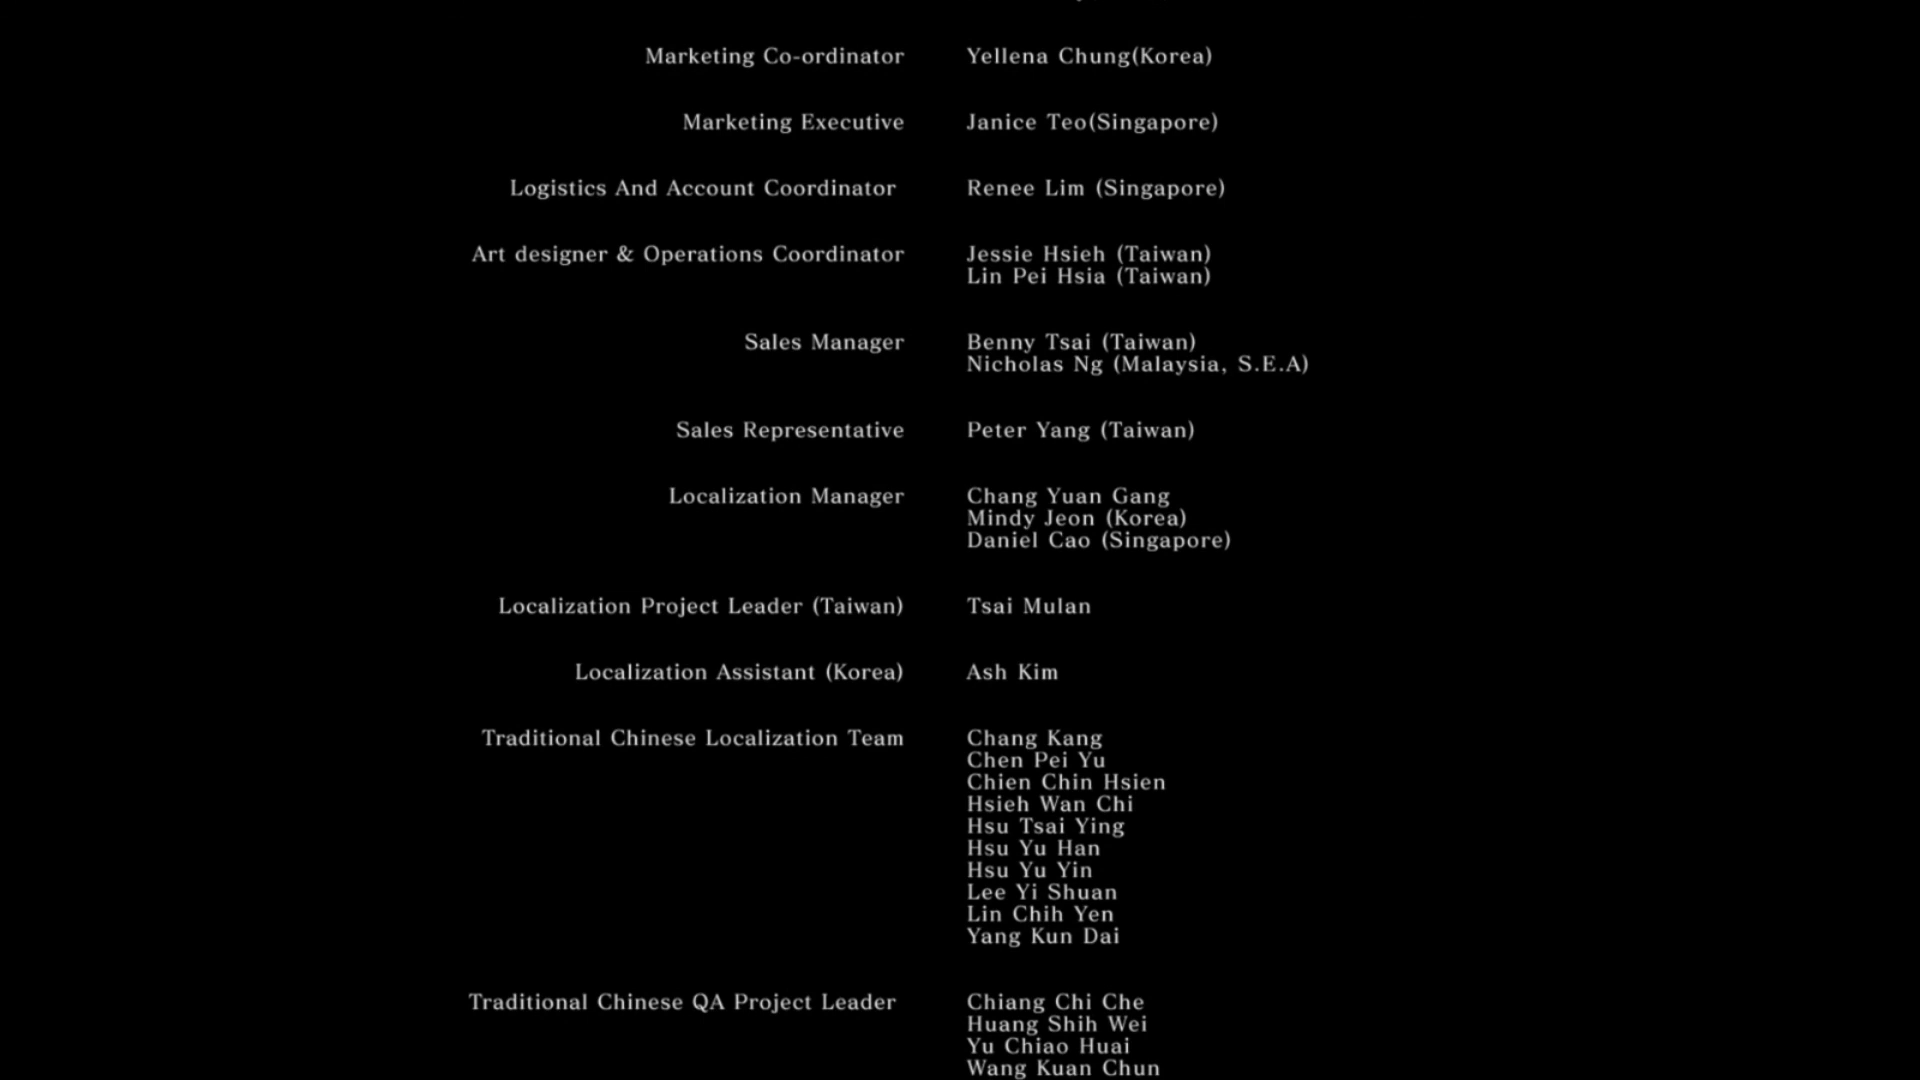 Marketing Co-ordinator Yellena Chung(Korea)
Marketing Executive Janice Teo(Singapore)
Logistics And Account Coordinator Renee Lim (Singapore)
Art designer & Operations Coordinator Jessie Hsieh (Taiwan)
Lin Pei Hsia (Taiwan)
Sales Manager Benny Tsai (Taiwan)
Nicholas Ng (Malaysia, S.E.A)
Sales Representative Peter Yang (Taiwan)
Localization Manager Chang Yuan Gang
Mindy Jeon (Korea)
Daniel Cao (Singapore)
Localization Project Leader (Taiwan) Tsai Mulan
Localization Assistant (Korea) Ash Kim
Traditional Chinese Localization Team Chang Kang
Chen Pei Yu
Chien Chin Hsien
Hsieh Wan Chi
Hsu Tsai Ying
Hsu Yu Han
Hsu Yu Yin
Lee Yi Shuan
Lin Chih Yen
Yang Kun Dai
Traditional Chinese QA Project Leader Chiang Chi Che
Huang Shih Wei
Yu Chiao Huai
Wang Kuan Chun